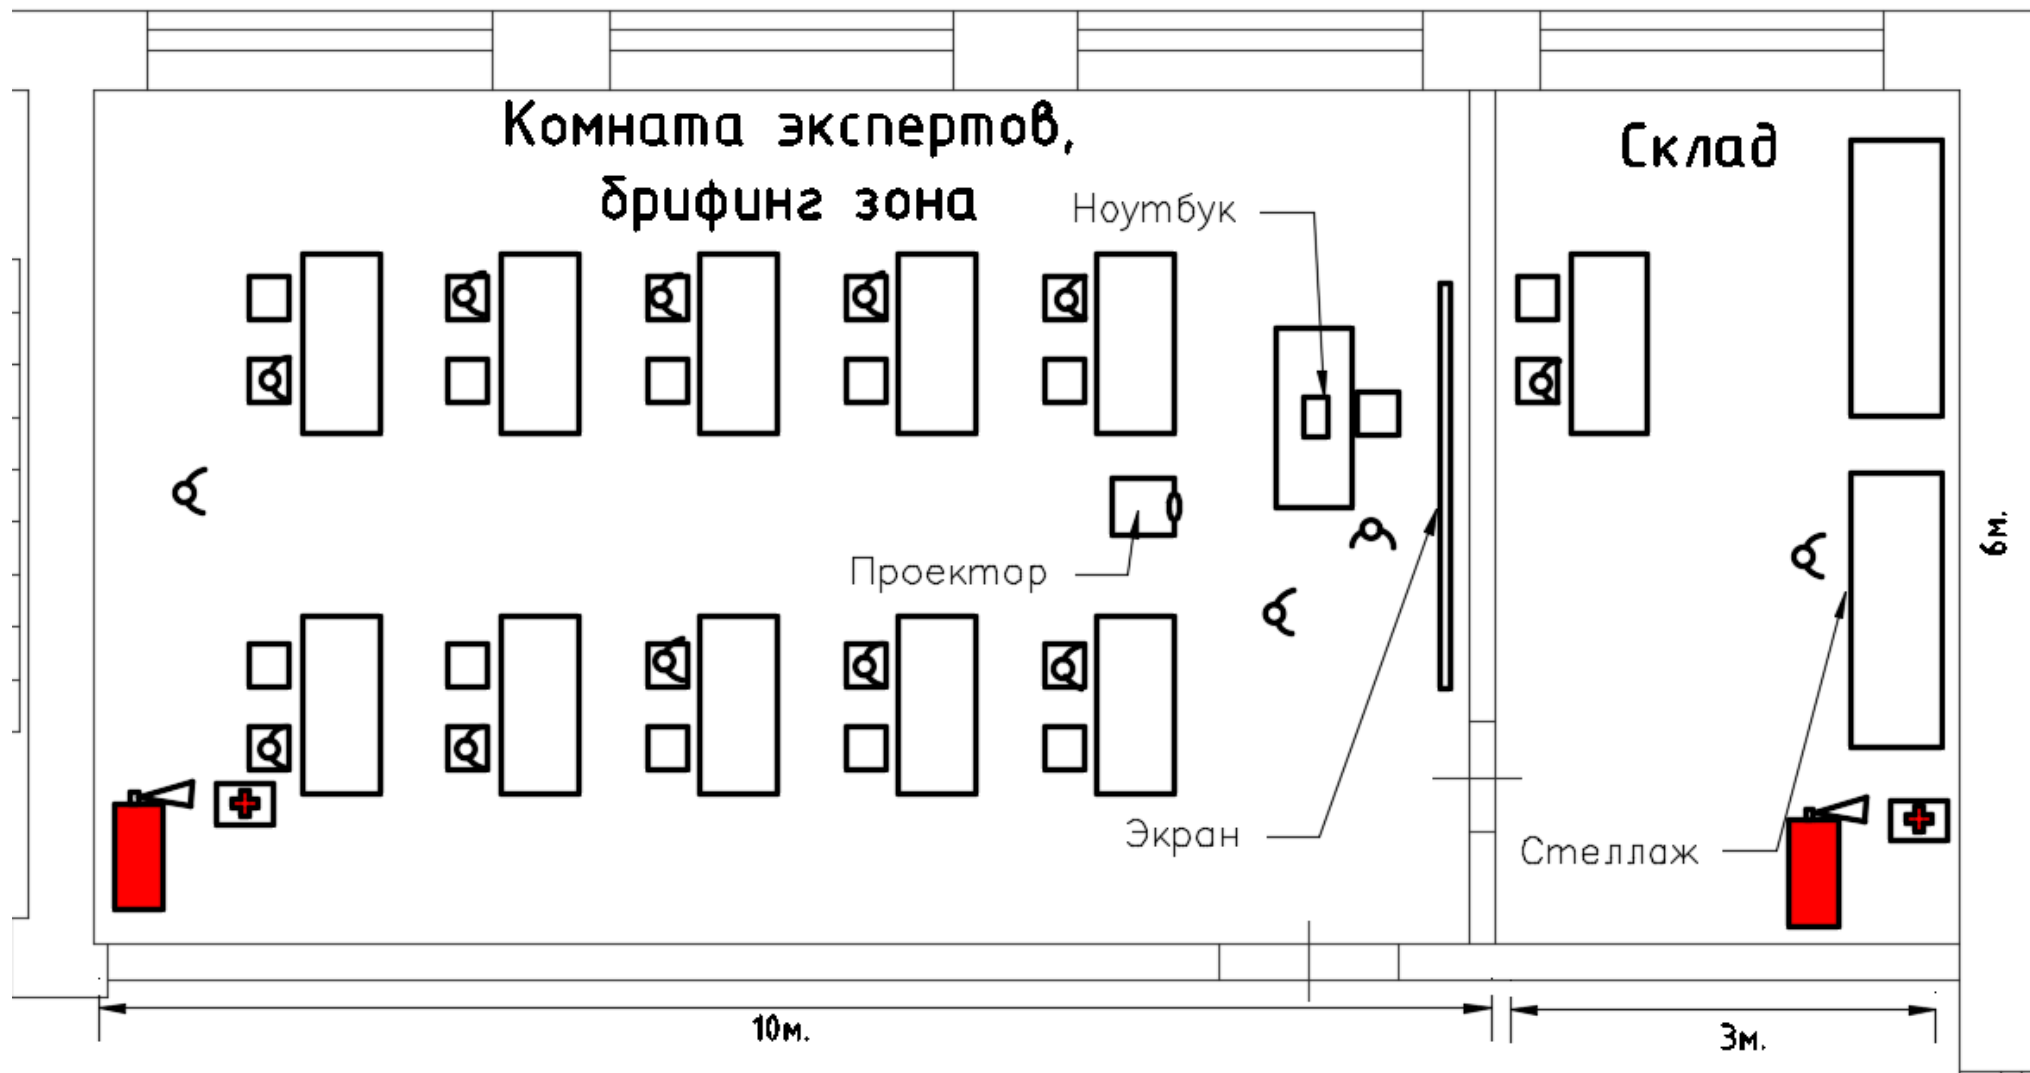 Комната экспертов,
брифинг зона
Склад
Ноутбук
Проектор
Экран
Стеллаж
6м.
10м.
3м.